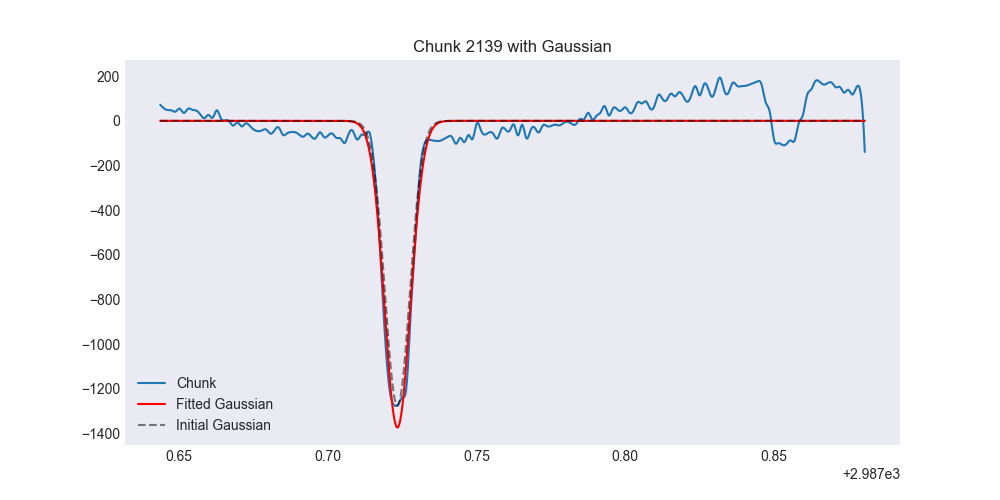 Chunk 2139 with Gaussian
200
0
−200
−400
−600
−800
−1000
−1200
−1400
Chunk
Fitted Gaussian
Initial Gaussian
0.65 0.70 0.75 0.80 0.85
+2.987e3